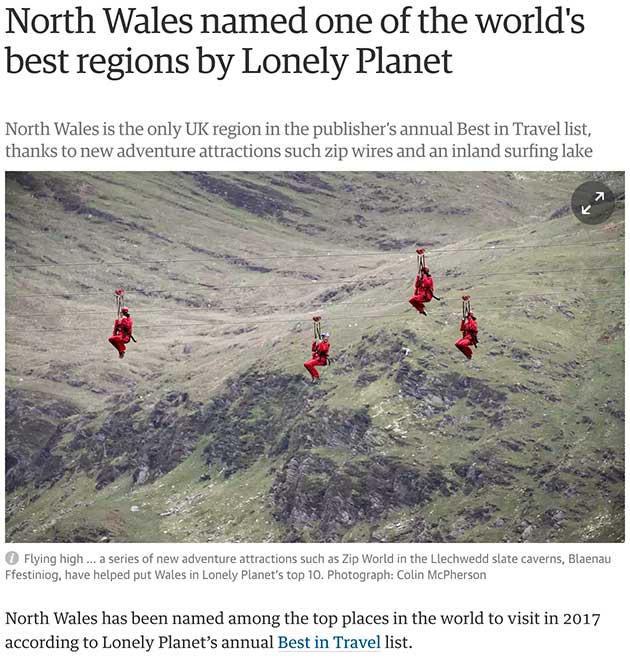 North Wales named one of the world's
best regions by Lonely Planet
North Wales is the only UK region in the publisher's annual Best in Travel list,
thanks to new adventure attractions such zip wires and an inland surfing lake
Flying high ... a series of new adventure attractions such as Zip World in the Llechwedd slate caverns, Blaenau
Ffestiniog, have helped put Wales in Lonely Planet's top 10. Photograph: Colin McPherson
North Wales has been named among the top places in the world to visit in 2017
according to Lonely Planet's annual Best in Travel list.